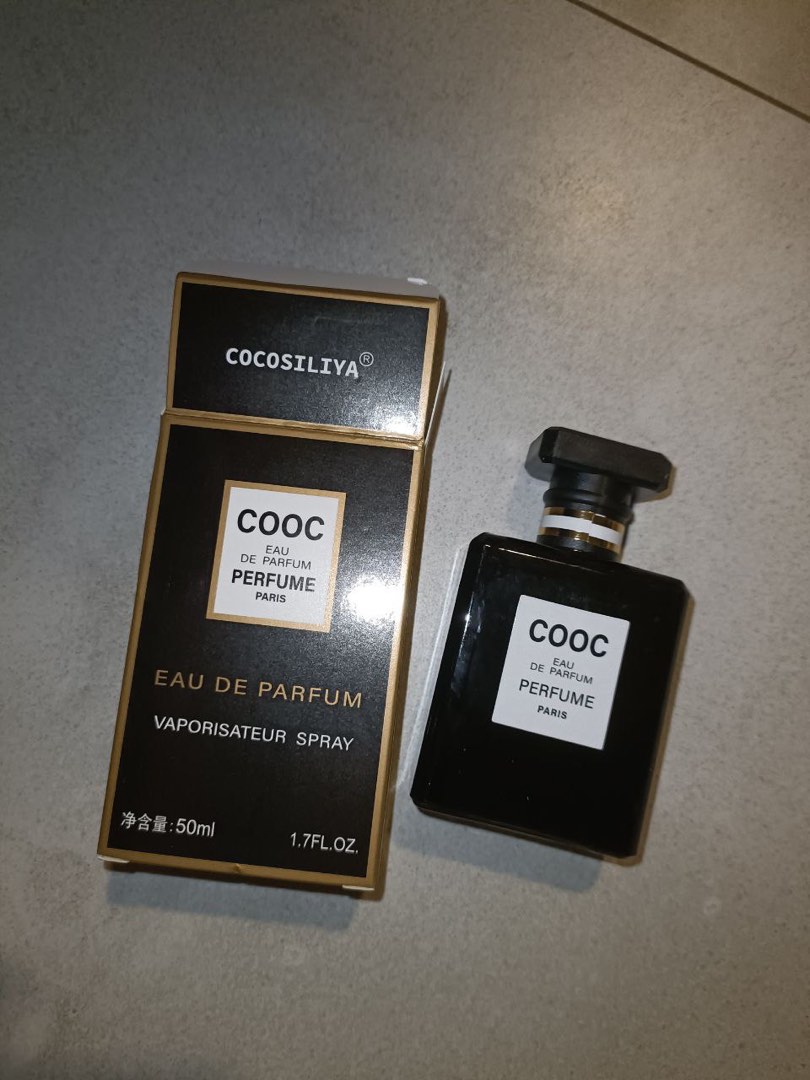 COCOSILIYA®
COOC
EAU
DE PARFUM
PERFUME
PARIS
EAU DE PARFUM
VAPORISATEUR SPRAY
净含量:50ml
1.7FL.OZ.
COOC
EAU
DE PARFUM
PERFUME
PARIS